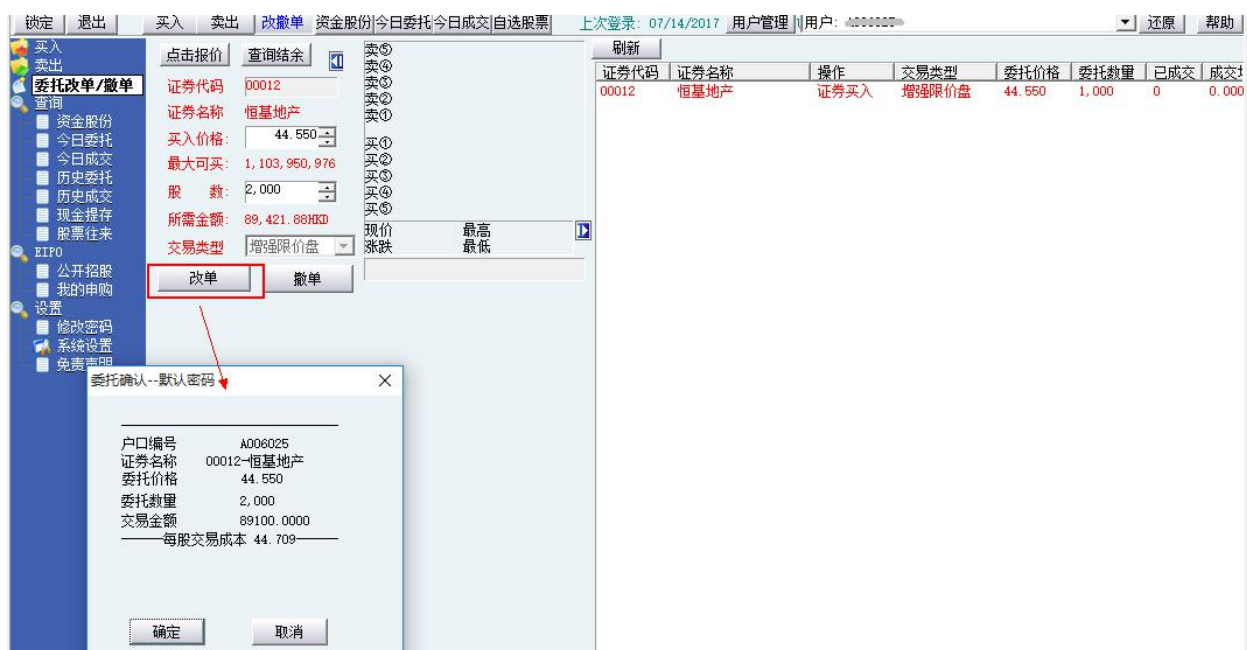 锁定 退出 买入 卖出 改撤单 资金股份 今日委托 今日成交 自选股票 上次登录: 07/14/2017 用户管理 用户: 还原 帮助
买入
卖出
委托改单/撤单
查询
资金股份
今日委托
今日成交
历史委托
历史成交
现金提存
股票往来
EIPO
公开招股
我的申购
设置
修改密码
系统设置
免责声明
点击报价 查询结余
证券代码 00012
证券名称 恒基地产
买入价格: 44.550
最大可买: 1,103,950,976
股 数: 2,000
所需金额: 89,421.88HKD
交易类型 增强限价盘
改单 撤单
卖⑤
卖④
卖③
卖②
卖①
买①
买②
买③
买④
买⑤
现价 最高
涨跌 最低
刷新
证券代码 证券名称 操作 交易类型 委托价格 委托数量 已成交
00012 恒基地产 证券买入 增强限价盘 44.550 1,000 0 0.000
委托确认--默认密码
户口编号 A006025
证券名称 00012-恒基地产
委托价格 44.550
委托数量 2,000
交易金额 89100.0000
每股交易成本 44.709
确定 取消